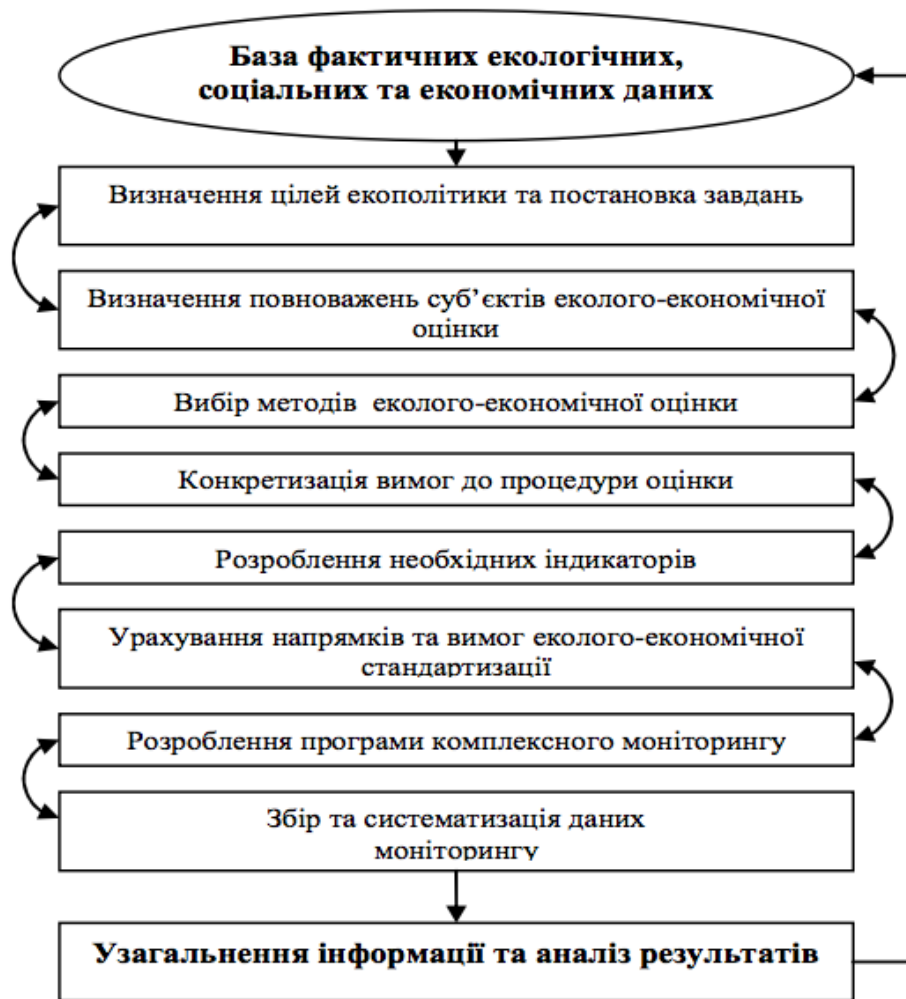 База фактичних екологічних,
соціальних та економічних даних
Визначення цілей екополітики та постановка завдань
Визначення повноважень суб’єктів еколого-економічної
оцінки
Вибір методів еколого-економічної оцінки
Конкретизація вимог до процедури оцінки
Розроблення необхідних індикаторів
Урахування напрямків та вимог еколого-економічної
стандартизації
Розроблення програми комплексного моніторингу
Збір та систематизація даних
моніторингу
Узагальнення інформації та аналіз результатів